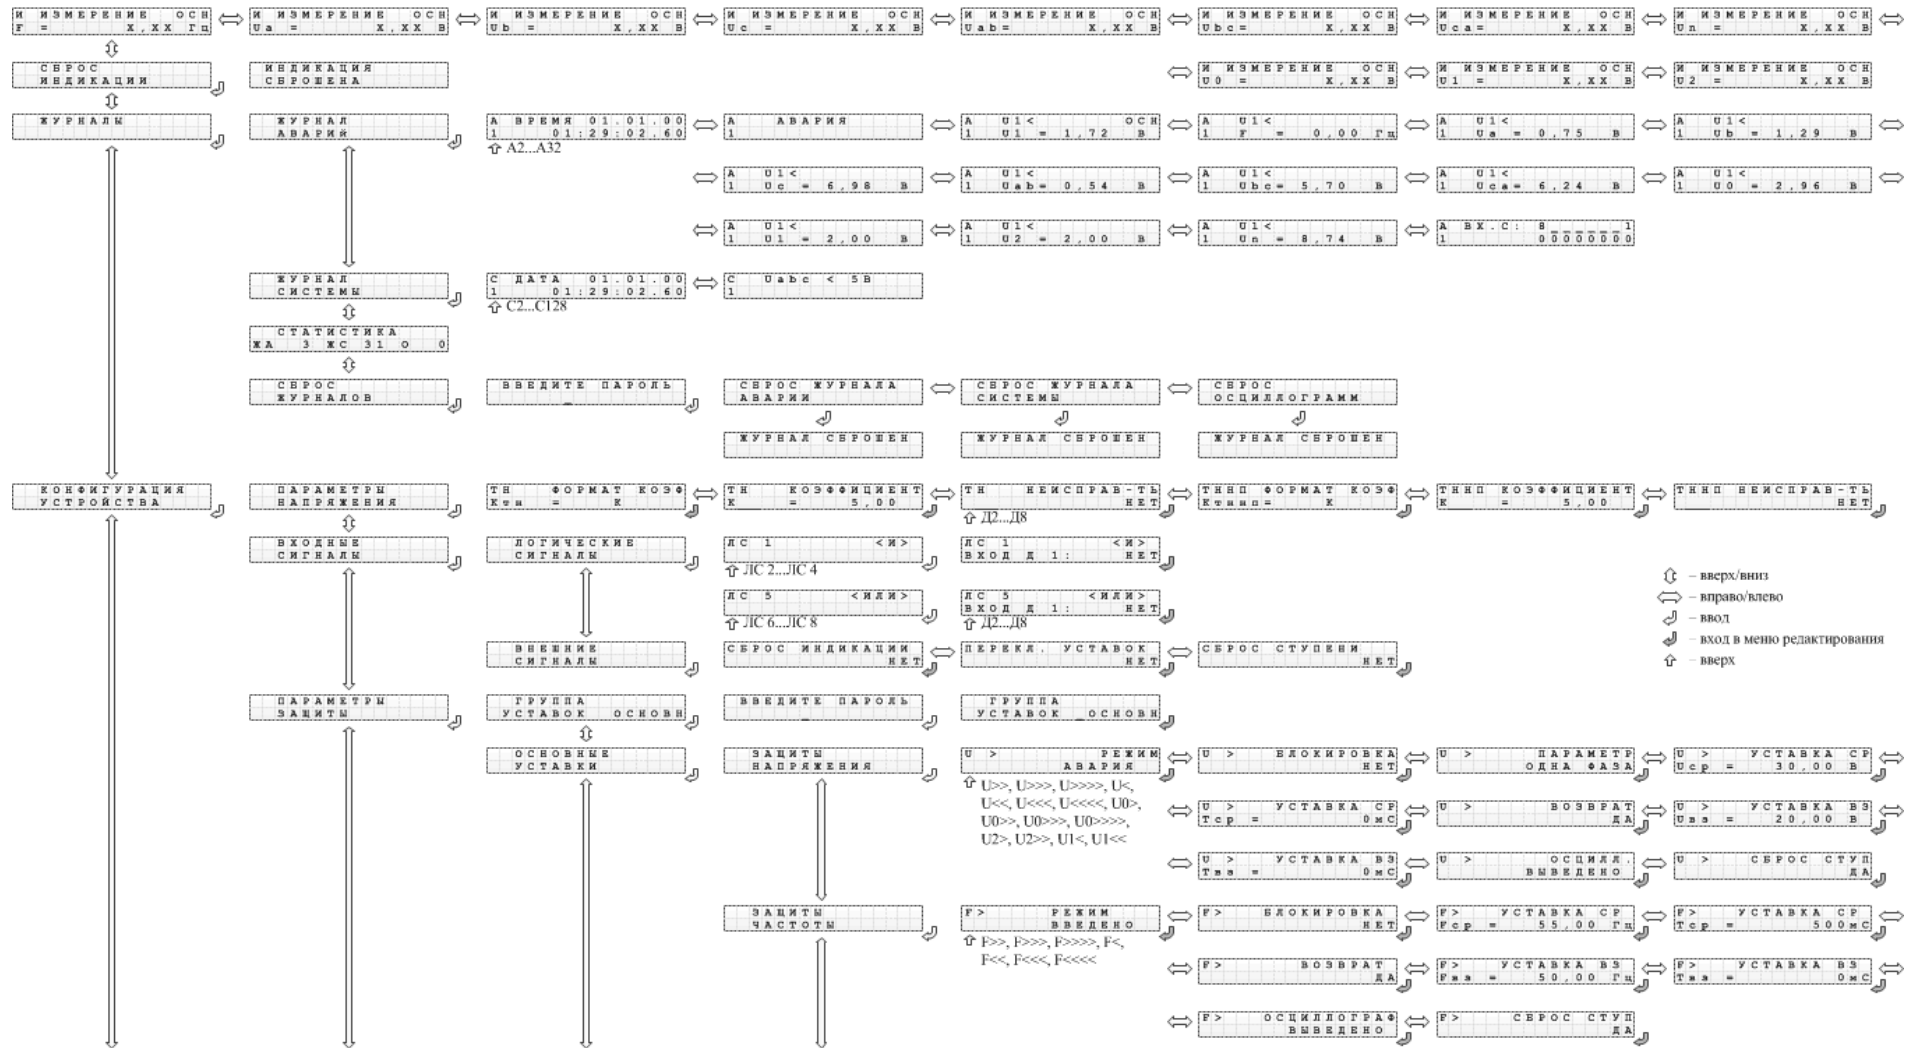 И ИЗМЕРЕНИЕ ОСН
F = X,XX Гц
И ИЗМЕРЕНИЕ ОСН
Ua = X,XX В
И ИЗМЕРЕНИЕ ОСН
Ub = X,XX В
И ИЗМЕРЕНИЕ ОСН
Uc = X,XX В
И ИЗМЕРЕНИЕ ОСН
Uab= X,XX В
И ИЗМЕРЕНИЕ ОСН
Ubc= X,XX В
И ИЗМЕРЕНИЕ ОСН
Uca= X,XX В
И ИЗМЕРЕНИЕ ОСН
Un = X,XX В
СБРОС
ИНДИКАЦИИ
ИНДИКАЦИЯ
СБРОШЕНА
И ИЗМЕРЕНИЕ ОСН
U0 = X,XX В
И ИЗМЕРЕНИЕ ОСН
U1 = X,XX В
И ИЗМЕРЕНИЕ ОСН
U2 = X,XX В
ЖУРНАЛЫ
ЖУРНАЛ
АВАРИЙ
А ВРЕМЯ 01.01.00
1 01:29:02.60
А2...А32
А АВАРИЯ
1
А U1< ОСН
1 U1 = 1,72 В
А U1<
1 F = 0,00 Гц
А U1<
1 Ua = 0,75 В
А U1<
1 Ub = 1,29 В
А U1<
1 Uc = 6,98 В
А U1<
1 Uab= 0,54 В
А U1<
1 Ubc= 5,70 В
А U1<
1 Uca= 6,24 В
А U1<
1 U0 = 2,96 В
А U1<
1 U1 = 2,00 В
А U1<
1 U2 = 2,00 В
А U1<
1 Un = 8,74 В
А ВХ.С: 8______1
1 00000000
ЖУРНАЛ
СИСТЕМЫ
С ДАТА 01.01.00
1 01:29:02.60
С2...С128
С Uabc < 5В
1
СТАТИСТИКА
ЖА 3 ЖС 31 О 0
СБРОС
ЖУРНАЛОВ
ВВЕДИТЕ ПАРОЛЬ
_
СБРОС ЖУРНАЛА
АВАРИИ
СБРОС ЖУРНАЛА
СИСТЕМЫ
СБРОС
ОСЦИЛЛОГРАММ
ЖУРНАЛ СБРОШЕН
ЖУРНАЛ СБРОШЕН
ЖУРНАЛ СБРОШЕН
КОНФИГУРАЦИЯ
УСТРОЙСТВА
ПАРАМЕТРЫ
НАПРЯЖЕНИЯ
ТН ФОРМАТ КОЭФ
Kтн = K
ТН КОЭФФИЦИЕНТ
K__ = 5,00
ТН НЕИСПРАВ-ТЬ
НЕТ
ТННП ФОРМАТ КОЭФ
Kтннп= K
ТННП КОЭФФИЦИЕНТ
K__ = 5,00
ТННП НЕИСПРАВ-ТЬ
НЕТ
Д2...Д8
ВХОДНЫЕ
СИГНАЛЫ
ЛОГИЧЕСКИЕ
СИГНАЛЫ
ЛС 1 <И>
ЛС 2...ЛС 4
ЛС 1 <И>
ВХОД Д 1: НЕТ
ЛС 5 <ИЛИ>
ЛС 6...ЛС 8
ЛС 5 <ИЛИ>
ВХОД Д 1: НЕТ
Д2...Д8
– вверх/вниз
– вправо/влево
– ввод
– вход в меню редактирования
– вверх
ВНЕШНИЕ
СИГНАЛЫ
СБРОС ИНДИКАЦИИ
НЕТ
ПЕРЕКЛ. УСТАВОК
НЕТ
СБРОС СТУПЕНИ
НЕТ
ПАРАМЕТРЫ
ЗАЩИТЫ
ГРУППА
УСТАВОК ОСНОВН
ВВЕДИТЕ ПАРОЛЬ
_
ГРУППА
УСТАВОК _ОСНОВН
ОСНОВНЫЕ
УСТАВКИ
ЗАЩИТЫ
НАПРЯЖЕНИЯ
U > РЕЖИМ
АВАРИЯ
U>>, U>>>, U>>>>, U<,
U<<, U<<<, U<<<<, U0>,
U0>>, U0>>>, U0>>>>,
U2>, U2>>, U1<, U1<<
U > БЛОКИРОВКА
НЕТ
U > ПАРАМЕТР
ОДНА ФАЗА
U > УСТАВКА СР
Uср = 30,00 В
U > УСТАВКА СР
Tср = 0мС
U > ВОЗВРАТ
ДА
U > УСТАВКА ВЗ
Uвз = 20,00 В
U > УСТАВКА ВЗ
Tвз = 0мС
U > ОСЦИЛЛ.
ВЫВЕДЕНО
U > СБРОС СТУП
ДА
ЗАЩИТЫ
ЧАСТОТЫ
F> РЕЖИМ
ВВЕДЕНО
F>>, F>>>, F>>>>, F<,
F<<, F<<<, F<<<<
F> БЛОКИРОВКА
НЕТ
F> УСТАВКА СР
Fср = 55,00 Гц
F> УСТАВКА СР
Tср = 500мС
F> ВОЗВРАТ
ДА
F> УСТАВКА ВЗ
Fвз = 50,00 Гц
F> УСТАВКА ВЗ
Tвз = 0мС
F> ОСЦИЛЛОГРАФ
ВЫВЕДЕНО
F> СБРОС СТУП
ДА